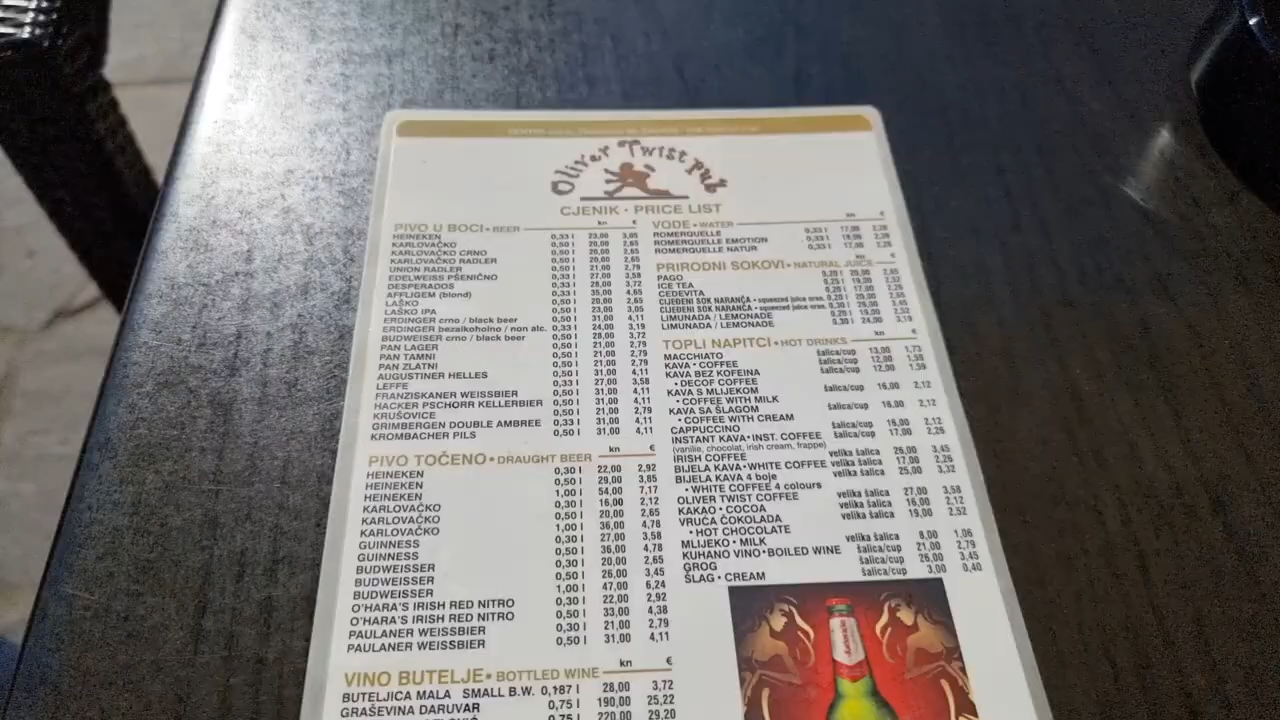 Oliver Twist Pub
CJENIK • PRICE LIST
PIVO U BOCI • BEER kn €
HEINEKEN 0,33 l 23,00 3,05
KARLOVAČKO 0,50 l 20,00 2,65
KARLOVAČKO CRNO 0,50 l 20,00 2,65
KARLOVAČKO RADLER 0,50 l 20,00 2,65
UNION RADLER 0,50 l 21,00 2,79
EDELWEISS PŠENIČNO 0,33 l 27,00 3,58
DESPERADOS 0,33 l 28,00 3,72
AFFLIGEM (blond) 0,33 l 35,00 4,65
LAŠKO 0,50 l 20,00 2,65
LAŠKO IPA 0,50 l 23,00 3,05
ERDINGER crno / black beer 0,50 l 31,00 4,11
ERDINGER bezalkoholno / non alc. 0,33 l 24,00 3,19
BUDWEISER crno / black beer 0,50 l 28,00 3,72
PAN LAGER 0,50 l 21,00 2,79
PAN TAMNI 0,50 l 21,00 2,79
PAN ZLATNI 0,50 l 21,00 2,79
AUGUSTINER HELLES 0,50 l 31,00 4,11
LEFFE 0,33 l 27,00 3,58
FRANZISKANER WEISSBIER 0,50 l 31,00 4,11
HACKER PSCHORR KELLERBIER 0,50 l 31,00 4,11
KRUŠOVICE 0,50 l 21,00 2,79
GRIMBERGEN DOUBLE AMBREE 0,33 l 31,00 4,11
KROMBACHER PILS 0,50 l 31,00 4,11
PIVO TOČENO • DRAUGHT BEER kn €
HEINEKEN 0,30 l 22,00 2,92
HEINEKEN 0,50 l 29,00 3,85
HEINEKEN 1,00 l 54,00 7,17
KARLOVAČKO 0,30 l 16,00 2,12
KARLOVAČKO 0,50 l 20,00 2,65
KARLOVAČKO 1,00 l 36,00 4,78
GUINNESS 0,30 l 27,00 3,58
GUINNESS 0,50 l 36,00 4,78
BUDWEISSER 0,30 l 20,00 2,65
BUDWEISSER 0,50 l 26,00 3,45
BUDWEISSER 1,00 l 47,00 6,24
O'HARA'S IRISH RED NITRO 0,30 l 22,00 2,92
O'HARA'S IRISH RED NITRO 0,50 l 33,00 4,38
PAULANER WEISSBIER 0,30 l 21,00 2,79
PAULANER WEISSBIER 0,50 l 31,00 4,11
VINO BUTELJE • BOTTLED WINE kn €
BUTELJICA MALA SMALL B.W. 0,187 l 28,00 3,72
GRAŠEVINA DARUVAR 0,75 l 190,00 25,22
0,75 l 220,00 29,20
VODE • WATER kn €
ROMERQUELLE 0,33 l 17,00 2,26
ROMERQUELLE EMOTION 0,33 l 18,00 2,39
ROMERQUELLE NATUR 0,33 l 17,00 2,26
PRIRODNI SOKOVI • NATURAL JUICE kn €
PAGO 0,20 l 20,00 2,65
ICE TEA 0,25 l 19,00 2,52
CEDEVITA 0,20 l 17,00 2,26
CIJEĐENI SOK NARANČA • squeezed juice oran. 0,20 l 20,00 2,65
CIJEĐENI SOK NARANČA • squeezed juice oran. 0,30 l 26,00 3,45
LIMUNADA / LEMONADE 0,20 l 19,00 2,52
LIMUNADA / LEMONADE 0,30 l 24,00 3,19
TOPLI NAPITCI • HOT DRINKS kn €
MACCHIATO šalica/cup 13,00 1,73
KAVA • COFFEE šalica/cup 12,00 1,59
KAVA BEZ KOFEINA šalica/cup 12,00 1,59
• DECOF COFFEE
KAVA S MLIJEKOM šalica/cup 16,00 2,12
• COFFEE WITH MILK
KAVA SA ŠLAGOM šalica/cup 16,00 2,12
• COFFEE WITH CREAM
CAPPUCCINO šalica/cup 16,00 2,12
INSTANT KAVA • INST. COFFEE šalica/cup 17,00 2,26
(vanilie, chocolat, irish cream, frappe)
IRISH COFFEE velika šalica 26,00 3,45
BIJELA KAVA • WHITE COFFEE velika šalica 17,00 2,26
BIJELA KAVA 4 boje velika šalica 25,00 3,32
• WHITE COFFEE 4 colours
OLIVER TWIST COFFEE velika šalica 27,00 3,58
KAKAO • COCOA velika šalica 16,00 2,12
VRUĆA ČOKOLADA velika šalica 19,00 2,52
• HOT CHOCOLATE
MLIJEKO • MILK velika šalica 8,00 1,06
KUHANO VINO • BOILED WINE šalica/cup 21,00 2,79
GROG šalica/cup 26,00 3,45
ŠLAG • CREAM šalica/cup 3,00 0,40